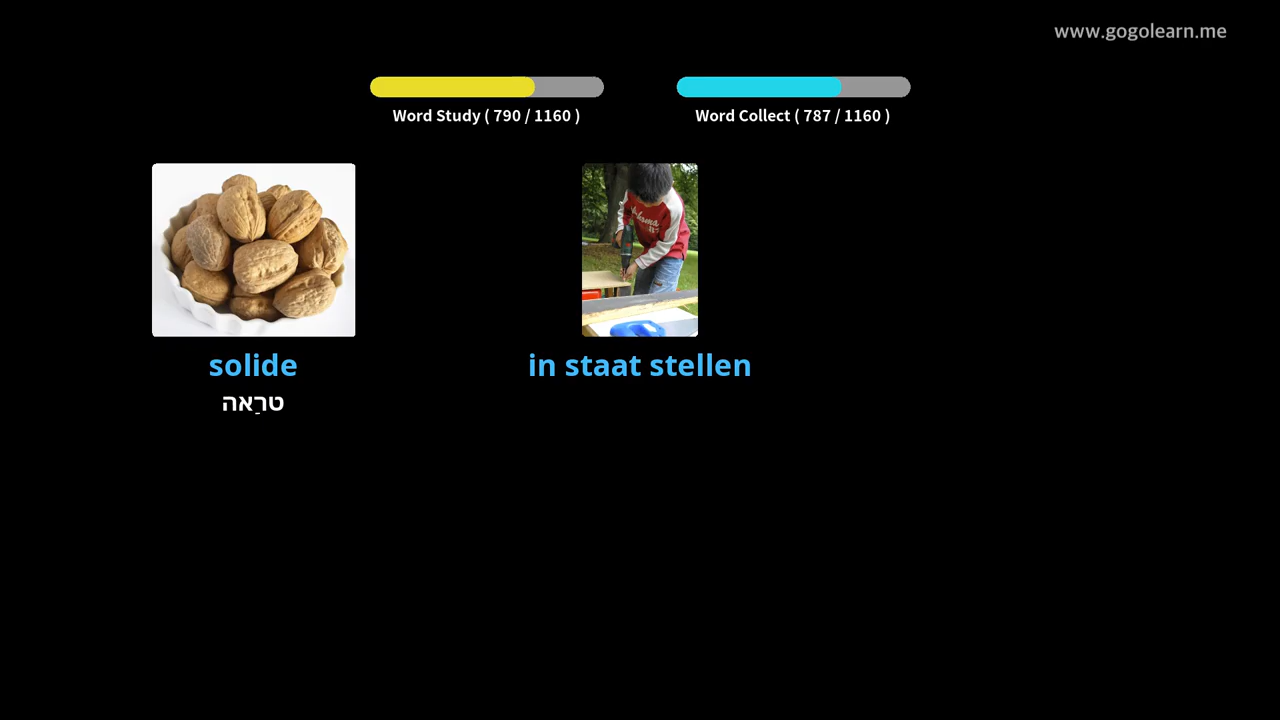 www.gogolearn.me
Word Study ( 790 / 1160 )
Word Collect ( 787 / 1160 )
solide
in staat stellen
טרַאה